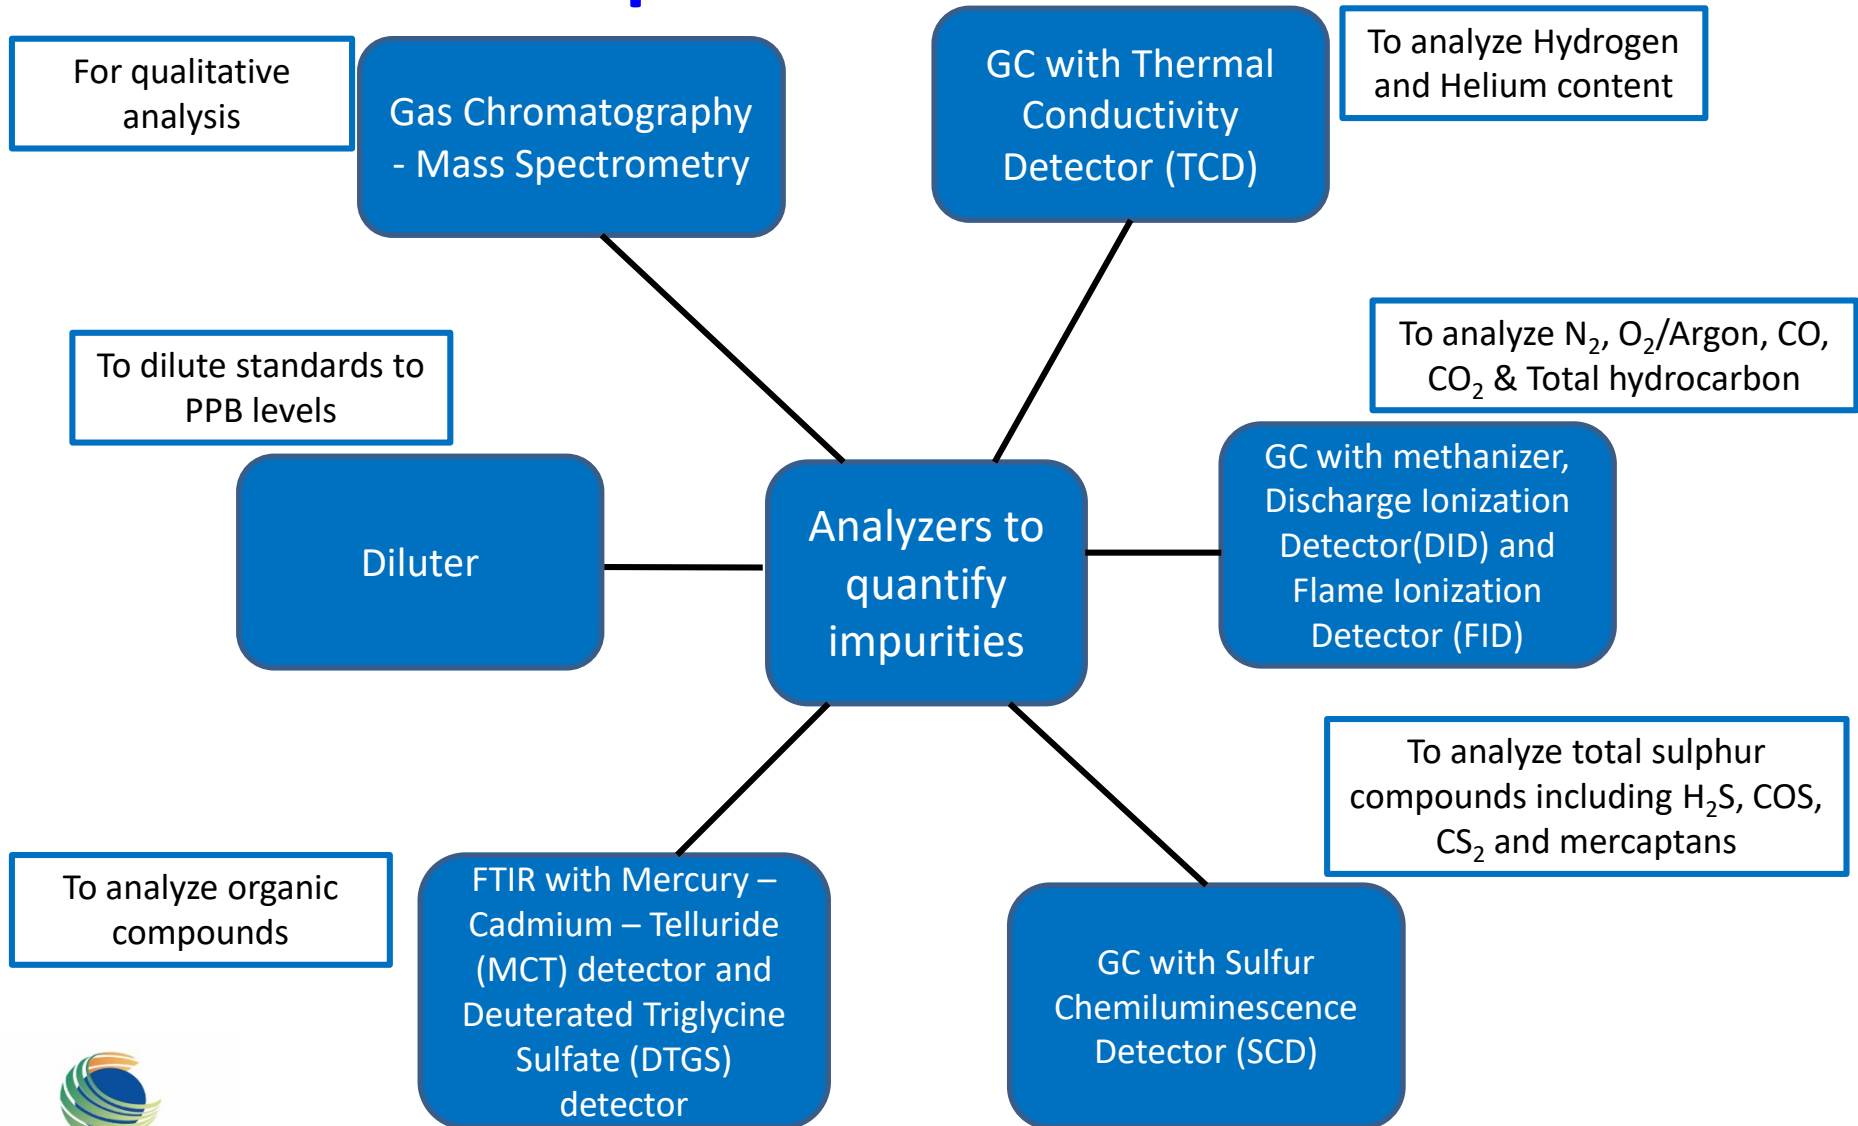 For qualitative
analysis
Gas Chromatography
- Mass Spectrometry
GC with Thermal
Conductivity
Detector (TCD)
To analyze Hydrogen
and Helium content
To dilute standards to
PPB levels
Diluter
Analyzers to
quantify
impurities
To analyze N₂, O₂/Argon, CO,
CO₂ & Total hydrocarbon
GC with methanizer,
Discharge Ionization
Detector(DID) and
Flame Ionization
Detector (FID)
To analyze organic
compounds
FTIR with Mercury –
Cadmium – Telluride
(MCT) detector and
Deuterated Triglycine
Sulfate (DTGS)
detector
To analyze total sulphur
compounds including H₂S, COS,
CS₂ and mercaptans
GC with Sulfur
Chemiluminescence
Detector (SCD)